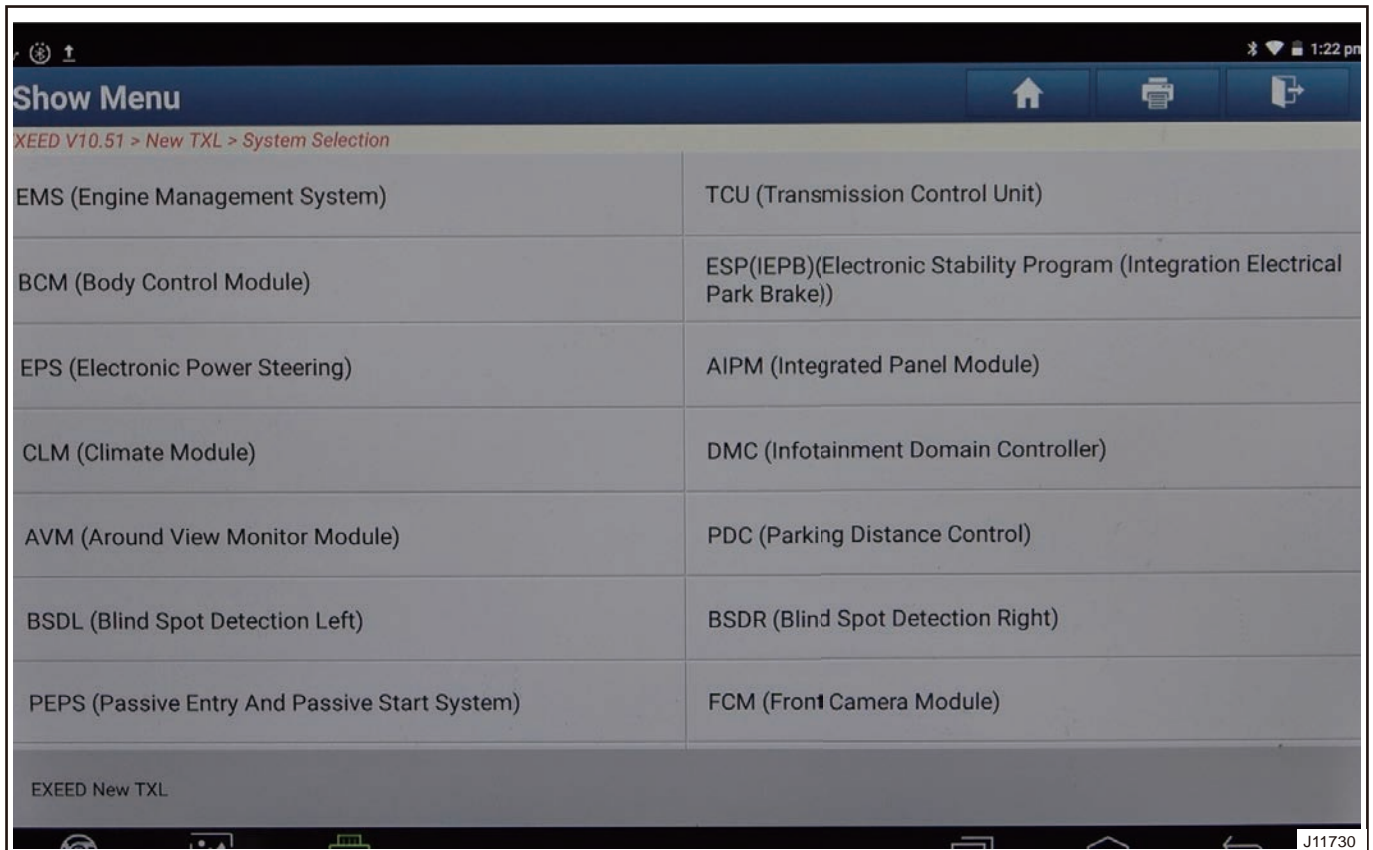 1:22 pm
Show Menu
XEED V10.51 > New TXL > System Selection
EMS (Engine Management System)
TCU (Transmission Control Unit)
BCM (Body Control Module)
ESP(IEPB)(Electronic Stability Program (Integration Electrical
Park Brake))
EPS (Electronic Power Steering)
AIPM (Integrated Panel Module)
CLM (Climate Module)
DMC (Infotainment Domain Controller)
AVM (Around View Monitor Module)
PDC (Parking Distance Control)
BSDL (Blind Spot Detection Left)
BSDR (Blind Spot Detection Right)
PEPS (Passive Entry And Passive Start System)
FCM (Front Camera Module)
EXEED New TXL
J11730